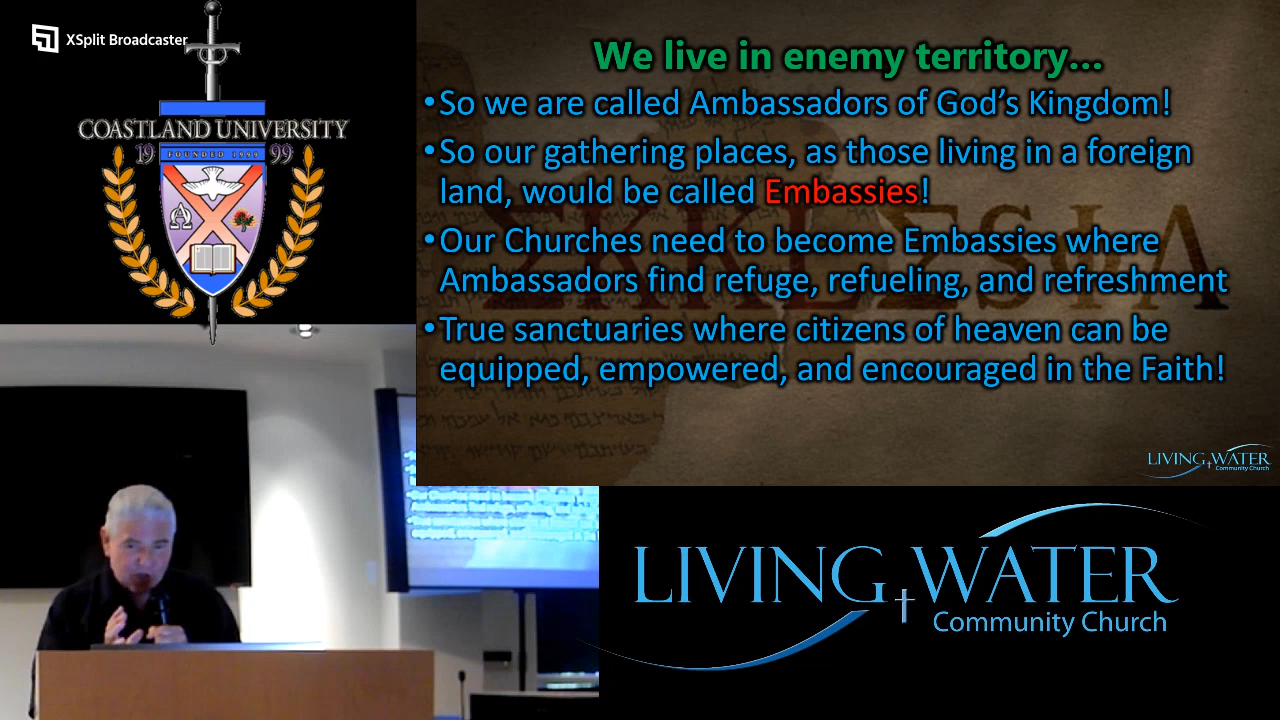 XSplit Broadcaster
COASTLAND UNIVERSITY
19 99
FOUNDED 1999
We live in enemy territory...
•So we are called Ambassadors of God's Kingdom!
•So our gathering places, as those living in a foreign
land, would be called Embassies!
•Our Churches need to become Embassies where
Ambassadors find refuge, refueling, and refreshment
•True sanctuaries where citizens of heaven can be
equipped, empowered, and encouraged in the Faith!
LIVING WATER
Community Church
LIVING WATER
Community Church